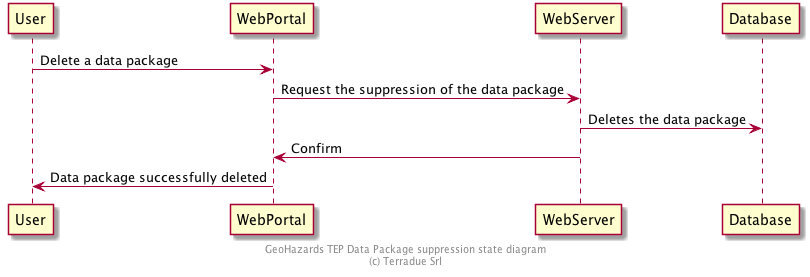 User WebPortal WebServer Database
Delete a data package
Request the suppression of the data package
Deletes the data package
Confirm
Data package successfully deleted
User WebPortal WebServer Database
GeoHazards TEP Data Package suppression state diagram
(c) Terradue Srl